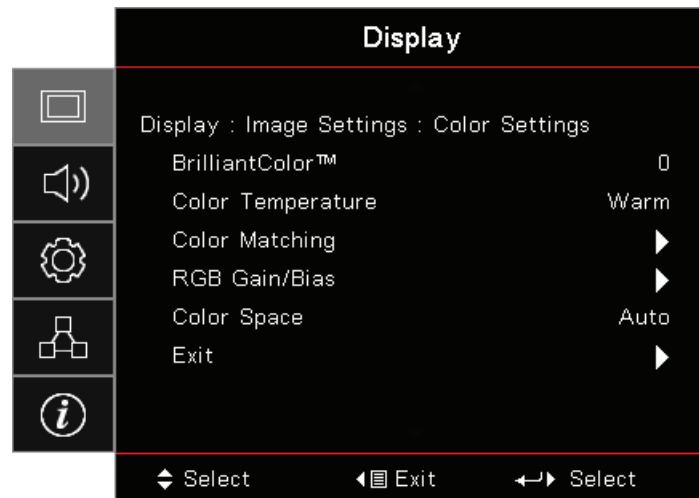 Display
Display : Image Settings : Color Settings
BrilliantColor™ 0
Color Temperature Warm
Color Matching
RGB Gain/Bias
Color Space Auto
Exit
i
Select Exit Select